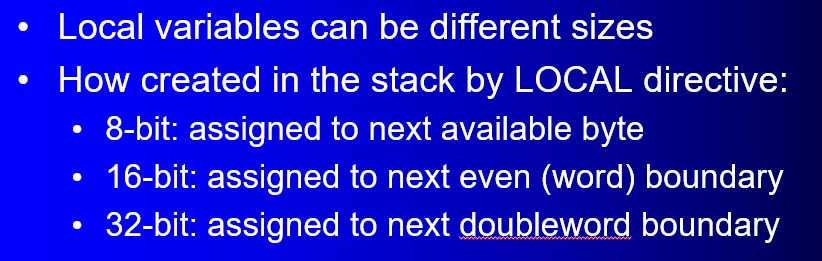 • Local variables can be different sizes
• How created in the stack by LOCAL directive:
• 8-bit: assigned to next available byte
• 16-bit: assigned to next even (word) boundary
• 32-bit: assigned to next doubleword boundary